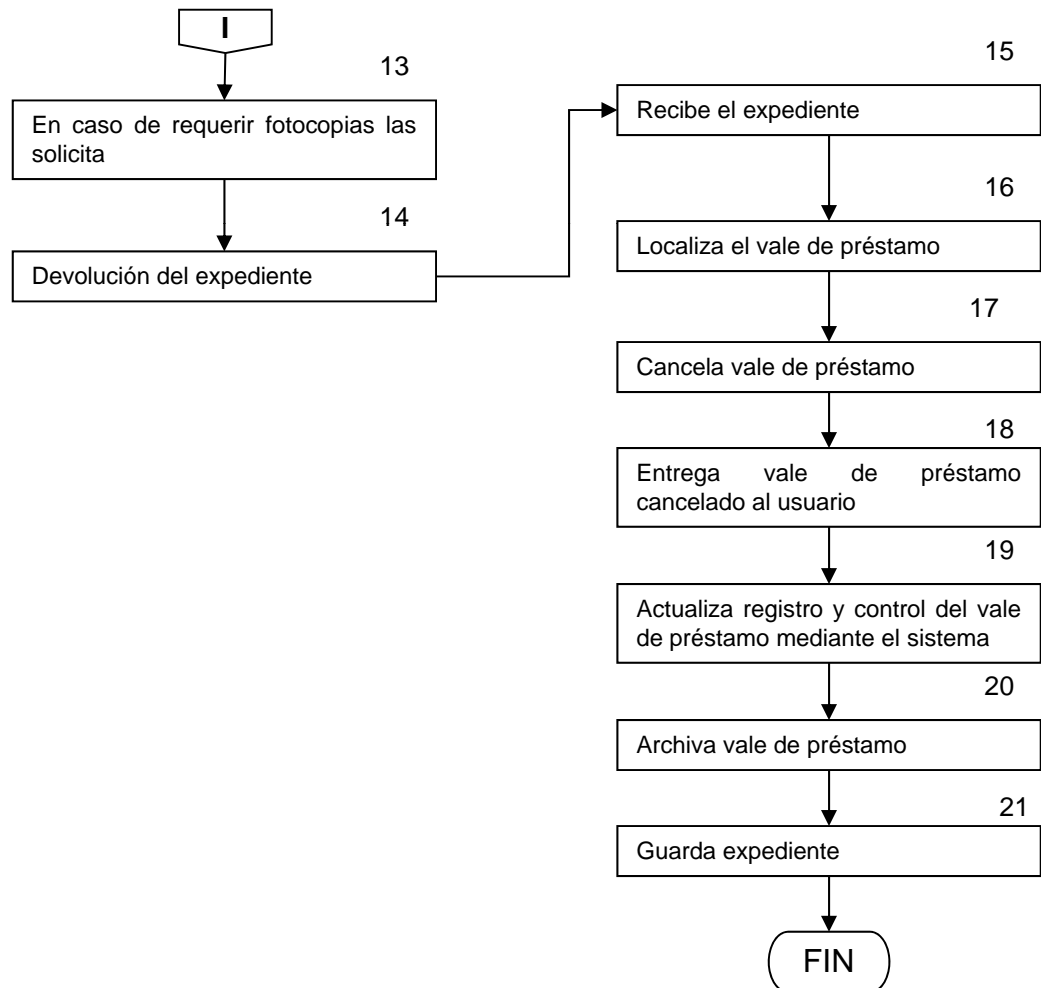 I
13
En caso de requerir fotocopias las
solicita
14
Devolución del expediente
15
Recibe el expediente
16
Localiza el vale de préstamo
17
Cancela vale de préstamo
18
Entrega vale de préstamo
cancelado al usuario
19
Actualiza registro y control del vale
de préstamo mediante el sistema
20
Archiva vale de préstamo
21
Guarda expediente
FIN